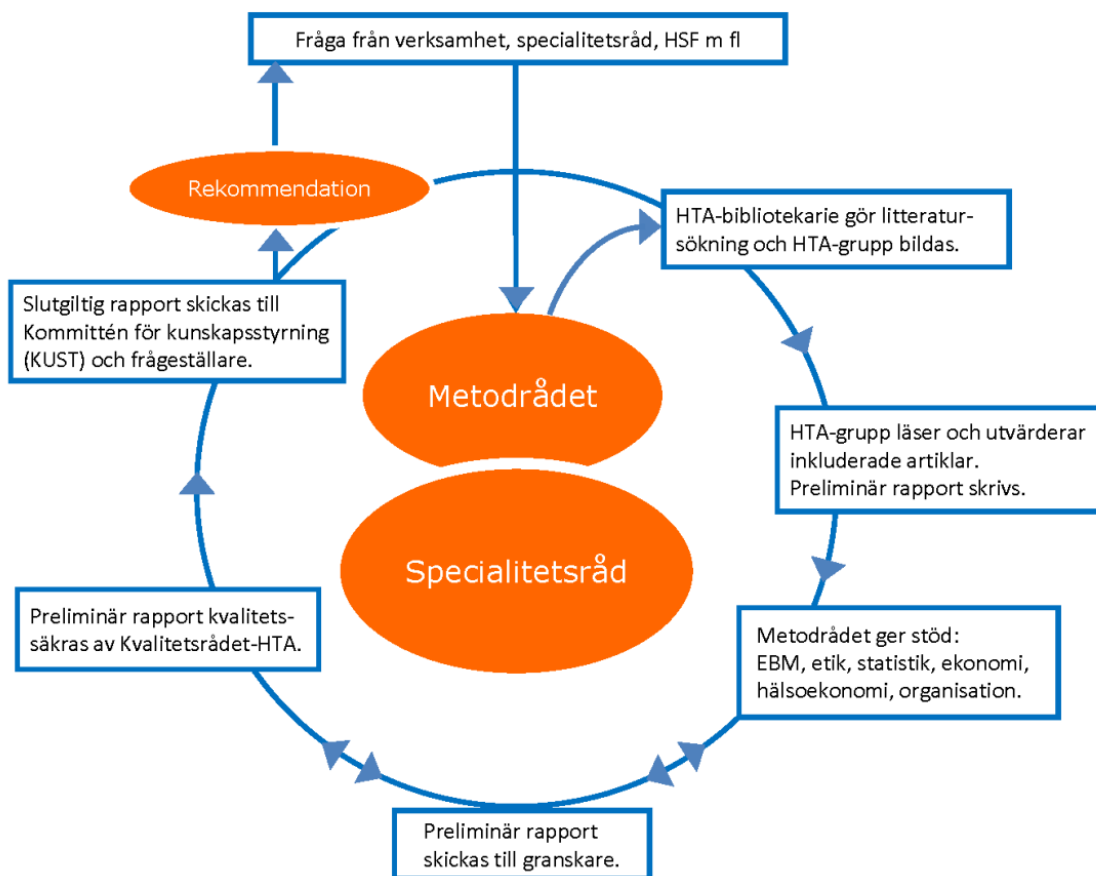 Fråga från verksamhet, specialitetsråd, HSF m fl
Rekommendation
HTA-bibliotekarie gör litteratur-
sökning och HTA-grupp bildas.
Slutgiltig rapport skickas till
Kommittén för kunskapsstyrning
(KUST) och frågeställare.
Metodrådet
HTA-grupp läser och utvärderar
inkluderade artiklar.
Preliminär rapport skrivs.
Specialitetsråd
Preliminär rapport kvalitets-
säkras av Kvalitetsrådet-HTA.
Metodrådet ger stöd:
EBM, etik, statistik, ekonomi,
hälsoekonomi, organisation.
Preliminär rapport
skickas till granskare.